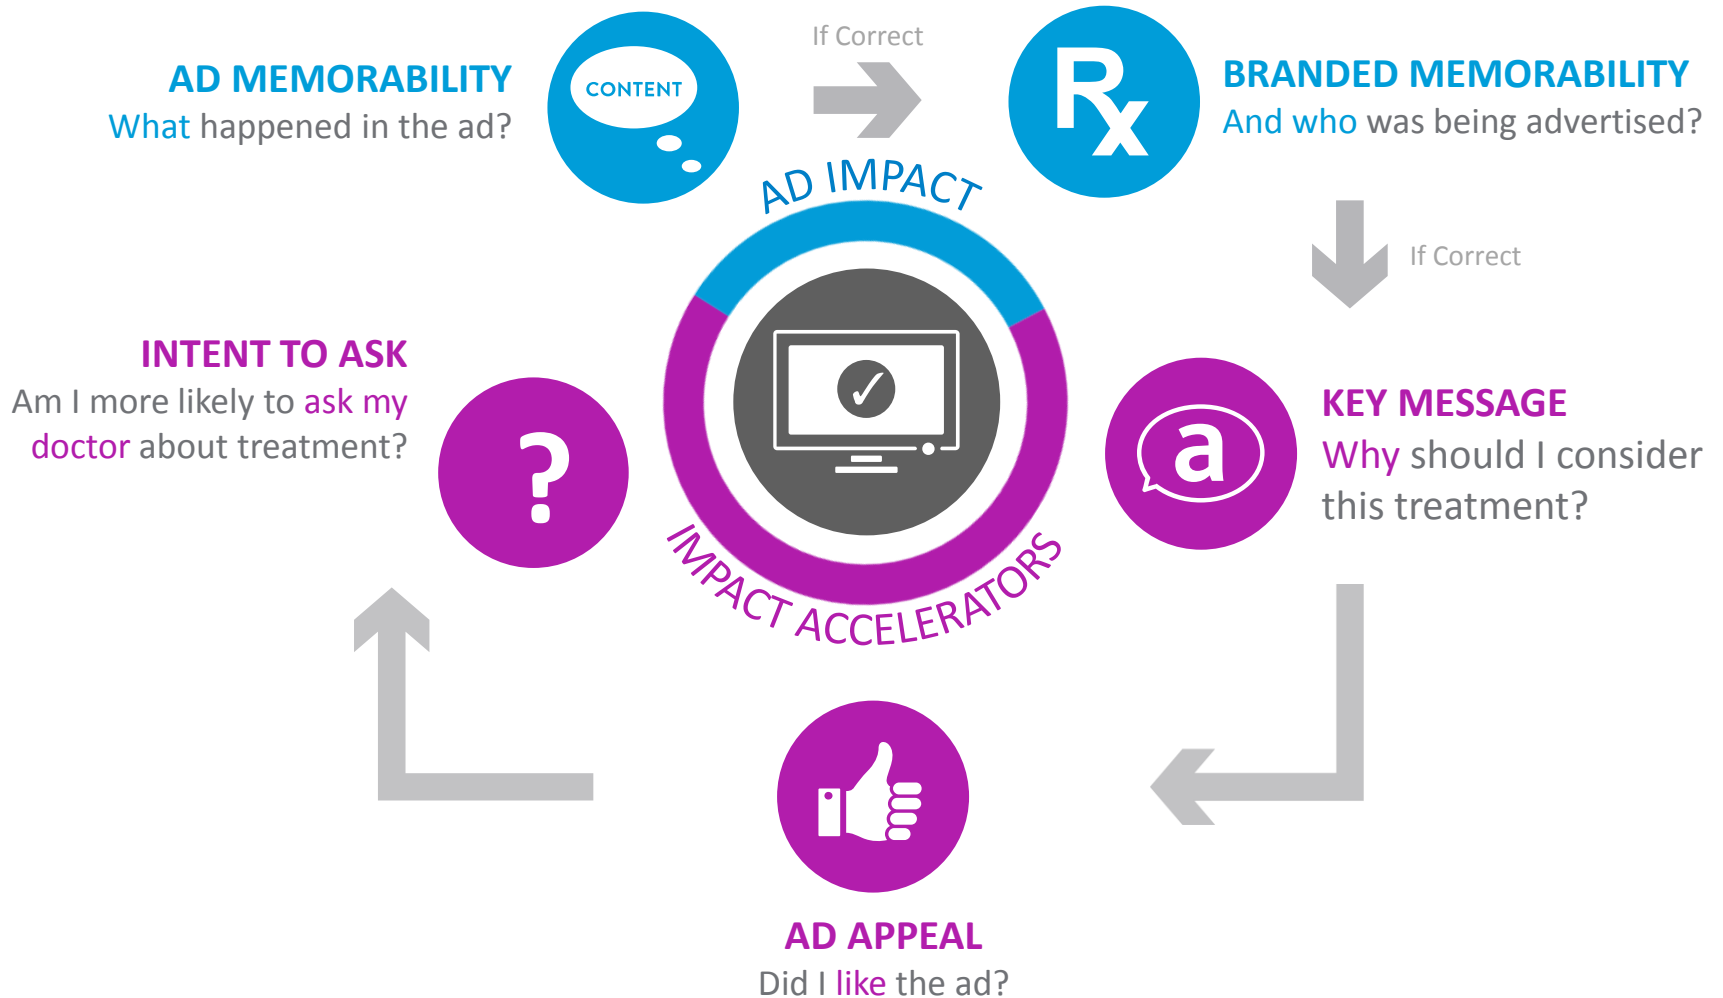 AD MEMORABILITY
What happened in the ad?
CONTENT
If Correct
Rx
BRANDED MEMORABILITY
And who was being advertised?
If Correct
AD IMPACT
INTENT TO ASK
Am I more likely to ask my
doctor about treatment?
?
a
KEY MESSAGE
Why should I consider
this treatment?
IMPACT ACCELERATORS
AD APPEAL
Did I like the ad?